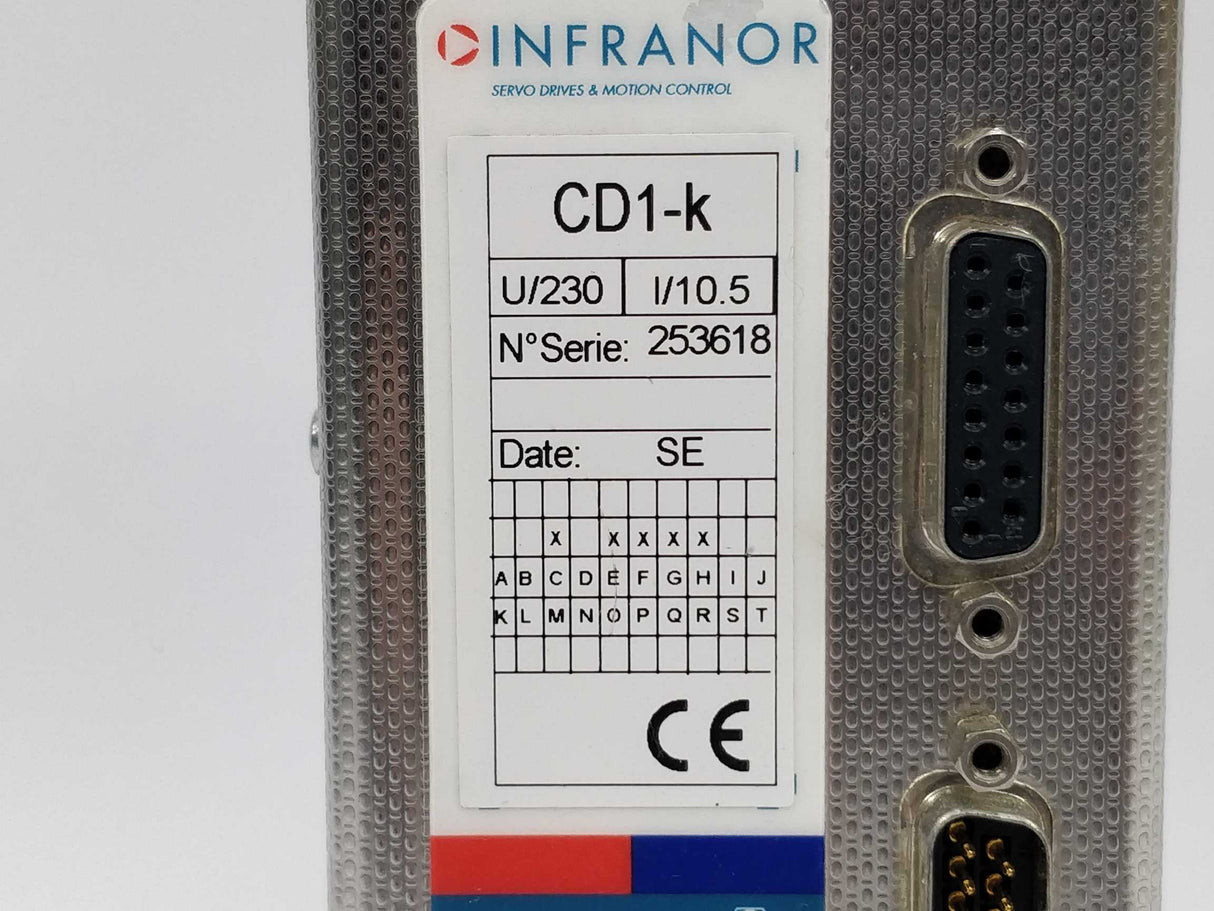 INFRANOR
SERVO DRIVES & MOTION CONTROL
CD1-k
U/230 I/10.5
N°Serie: 253618
Date: SE
X X X X X
A B C D E F G H I J
K L M N O P Q R S T
CE